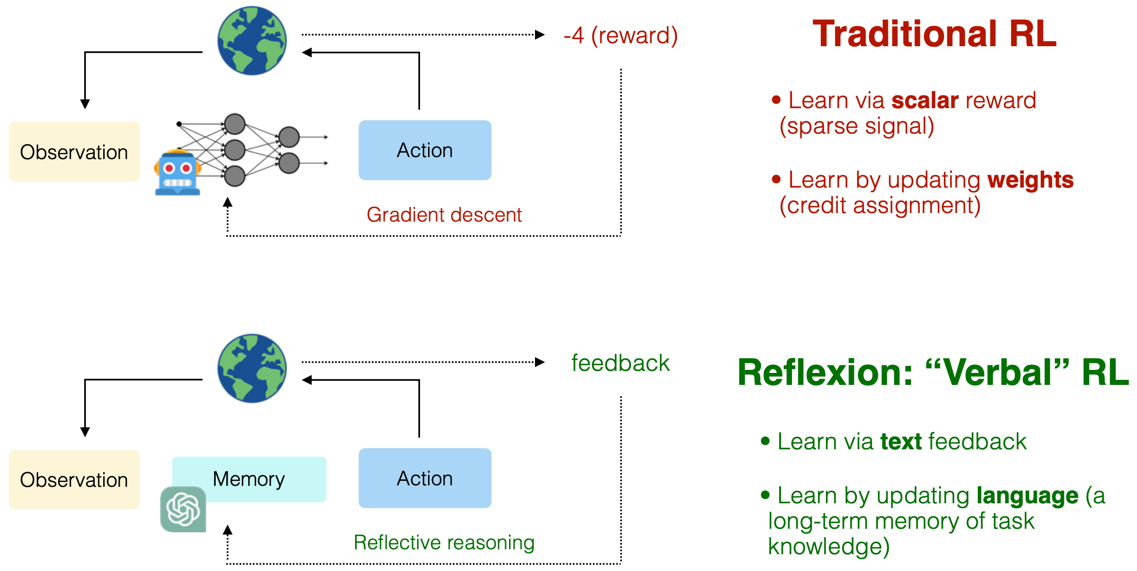 -4 (reward)
Observation
Action
Gradient descent
Traditional RL
• Learn via scalar reward
(sparse signal)
• Learn by updating weights
(credit assignment)
feedback
Observation
Memory
Action
Reflective reasoning
Reflexion: “Verbal” RL
• Learn via text feedback
• Learn by updating language (a
long-term memory of task
knowledge)